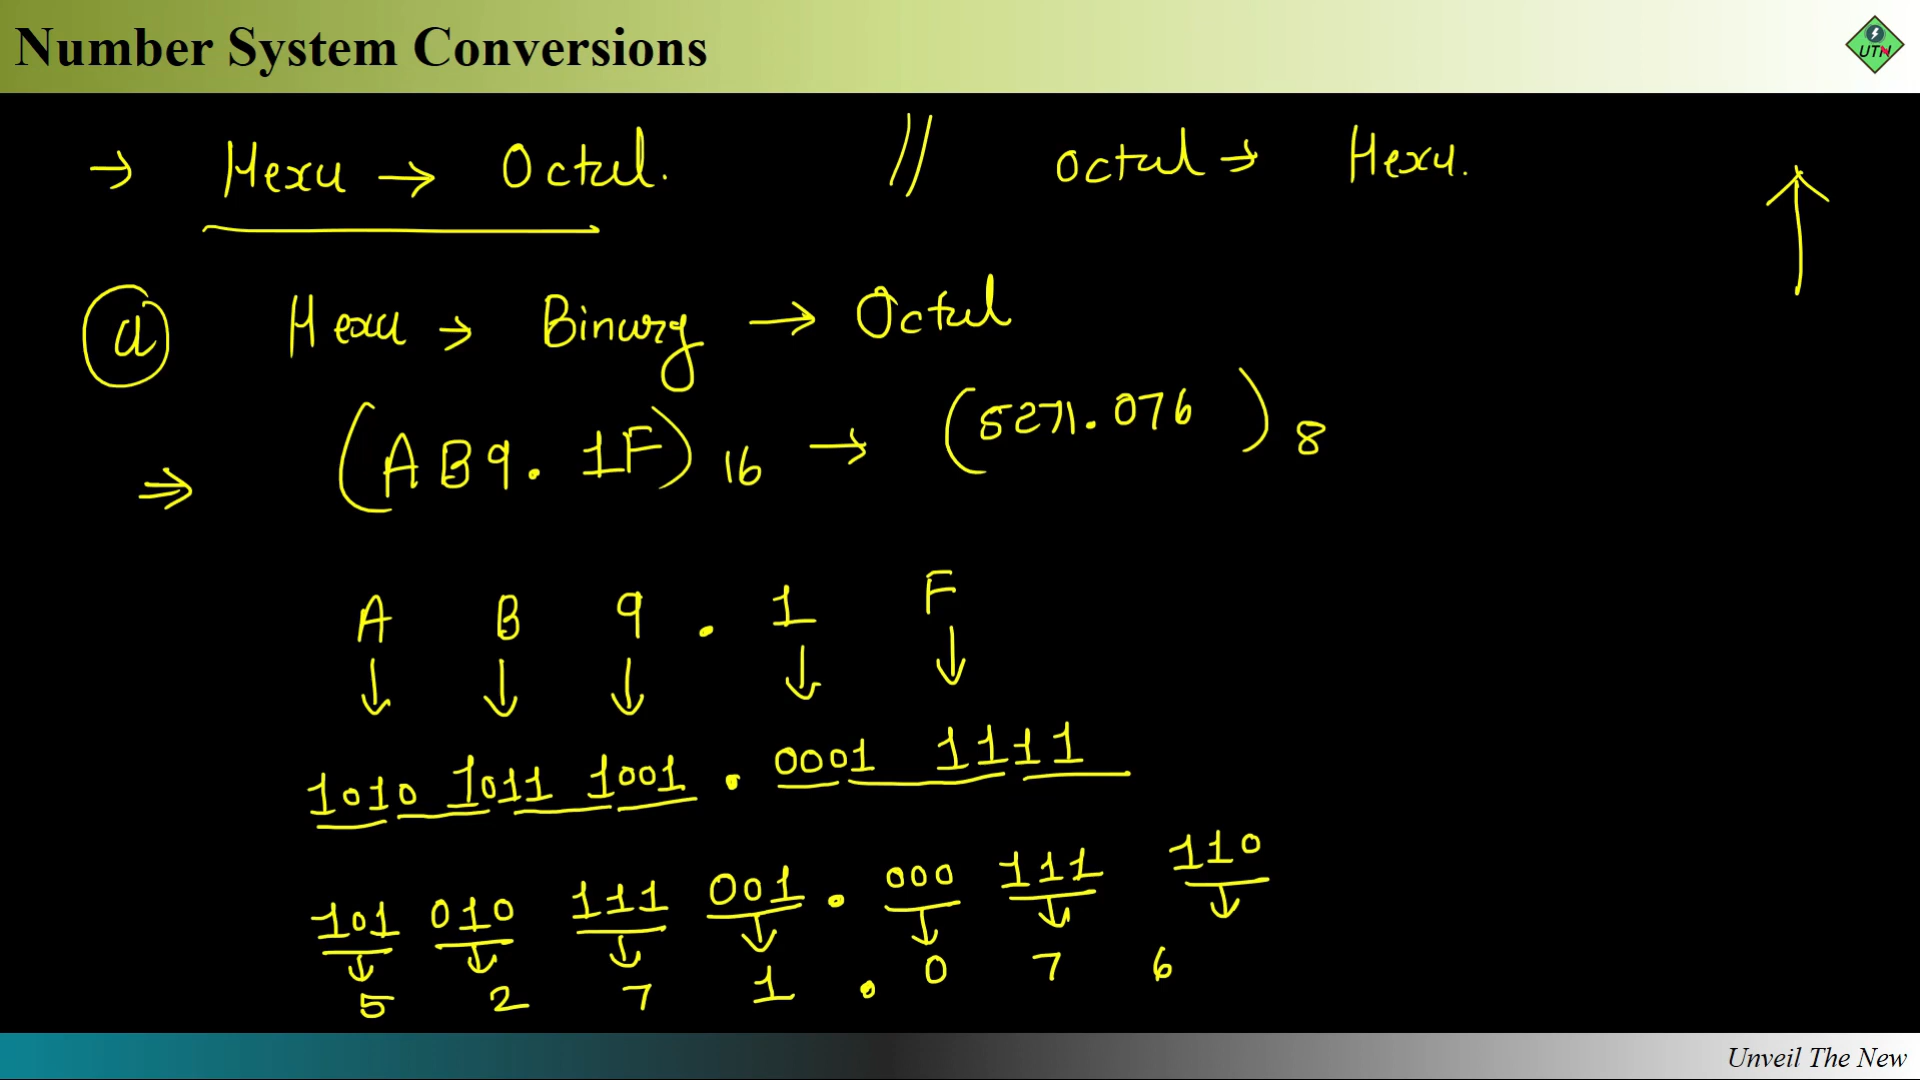 Number System Conversions
UTN
→ Hexa → Octal. // Octal → Hexa.
a Hexa → Binary → Octal
⇒ (AB9.1F)16 → (5271.076)8
A B 9 . 1 F
1010 1011 1001 . 0001 1111
101 010 111 001 . 000 111 110
5 2 7 1 . 0 7 6
Unveil The New